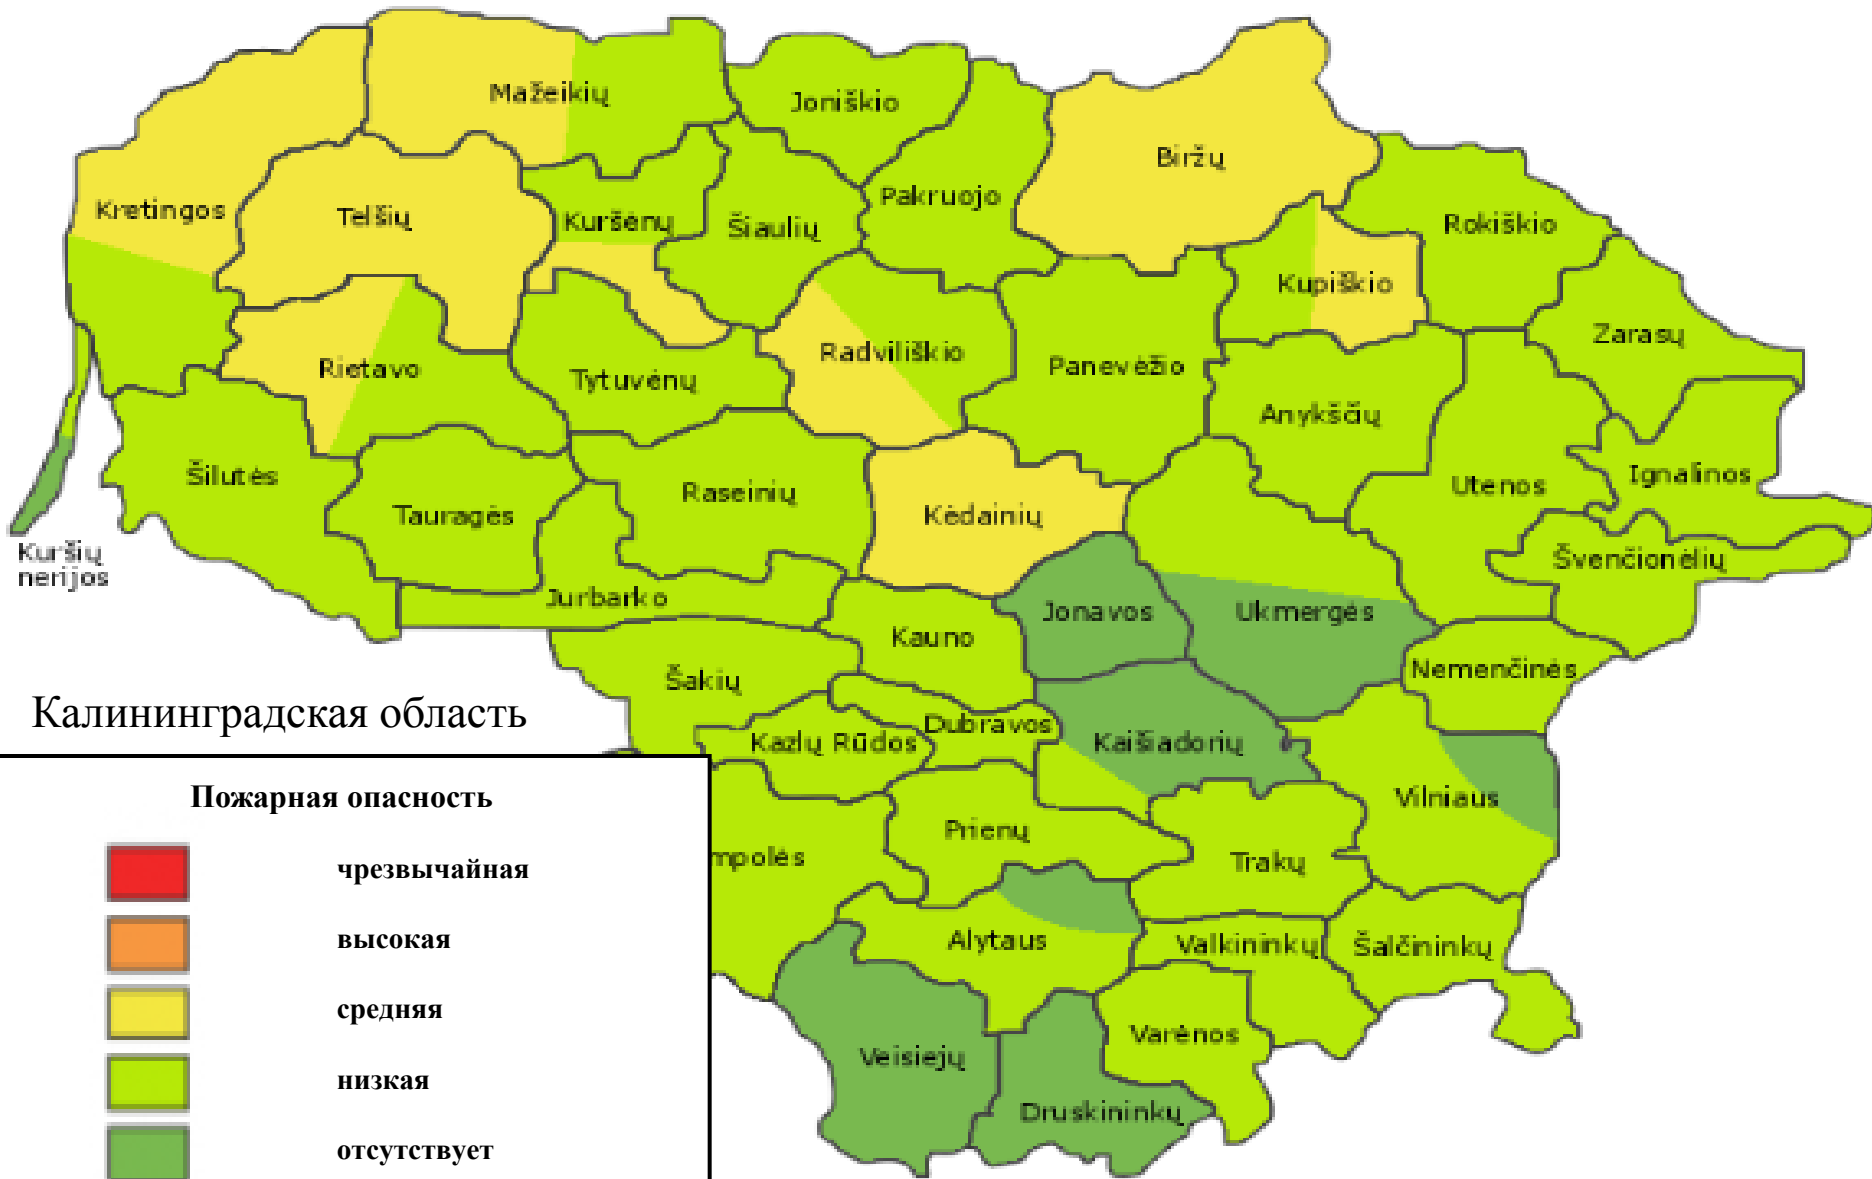 Mažeikių
Joniškio
Biržų
Kretingos
Telšių
Kuršėnų
Šiaulių
Pakruojo
Rokiškio
Kupiškio
Zarasų
Rietavo
Tytuvėnų
Radviliškio
Panevėžio
Anykščių
Šilutės
Tauragės
Raseinių
Kėdainių
Utenos
Ignalinos
Kuršių
nerijos
Švenčionėlių
Jurbarko
Kauno
Jonavos
Ukmergės
Nemenčinės
Šakių
Калининградская область
Kazlų Rūdos
Dubravos
Kaišiadorių
Vilniaus
Prienų
Trakų
mpolės
Alytaus
Valkininkų
Šalčininkų
Varėnos
Veisiejų
Druskininkų
Пожарная опасность
чрезвычайная
высокая
средняя
низкая
отсутствует